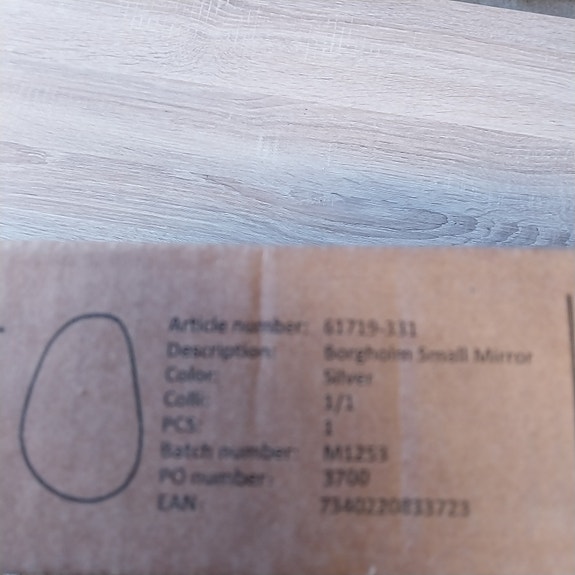 Article number: 61719-331
Description: Borgholm Small Mirror
Color: Silver
Colli: 1/1
PCS: 1
Batch number: M1253
PO number: 3700
EAN: 7340220833723